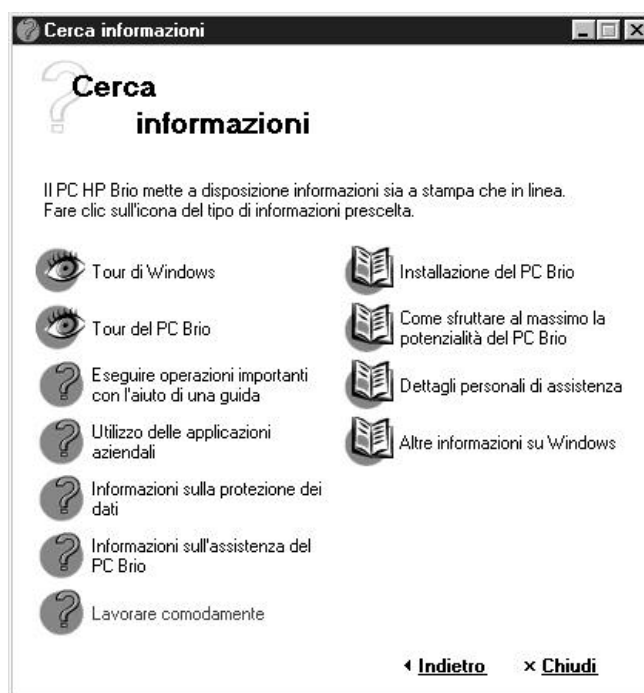 Cerca informazioni
Cerca
informazioni
Il PC HP Brio mette a disposizione informazioni sia a stampa che in linea.
Fare clic sull'icona del tipo di informazioni prescelta.
Tour di Windows
Tour del PC Brio
Eseguire operazioni importanti
con l'aiuto di una guida
Utilizzo delle applicazioni
aziendali
Informazioni sulla protezione dei
dati
Informazioni sull'assistenza del
PC Brio
Lavorare comodamente
Installazione del PC Brio
Come sfruttare al massimo la
potenzialità del PC Brio
Dettagli personali di assistenza
Altre informazioni su Windows
Indietro
Chiudi